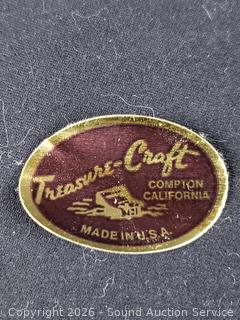 Treasure-Craft
COMPTON
CALIFORNIA
MADE IN U.S.A.
Copyright 2026 - Sound Auction Service